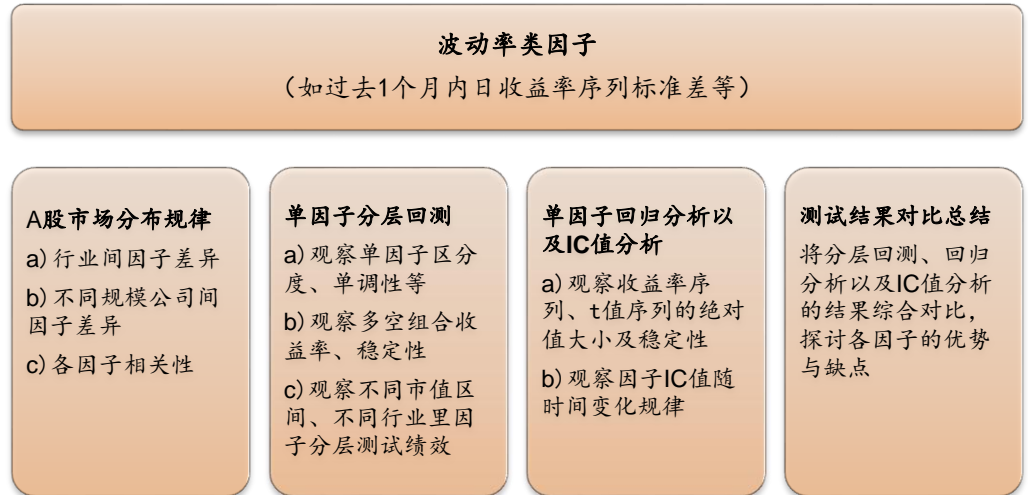 波动率类因子
（如过去1个月内日收益率序列标准差等）
A股市场分布规律
a)行业间因子差异
b)不同规模公司间
因子差异
c)各因子相关性
单因子分层回测
a)观察单因子区分
度、单调性等
b)观察多空组合收
益率、稳定性
c)观察不同市值区
间、不同行业里因
子分层测试绩效
单因子回归分析以
及IC值分析
a)观察收益率序
列、t值序列的绝对
值大小及稳定性
b)观察因子IC值随
时间变化规律
测试结果对比总结
将分层回测、回归
分析以及IC值分析
的结果综合对比，
探讨各因子的优势
与缺点